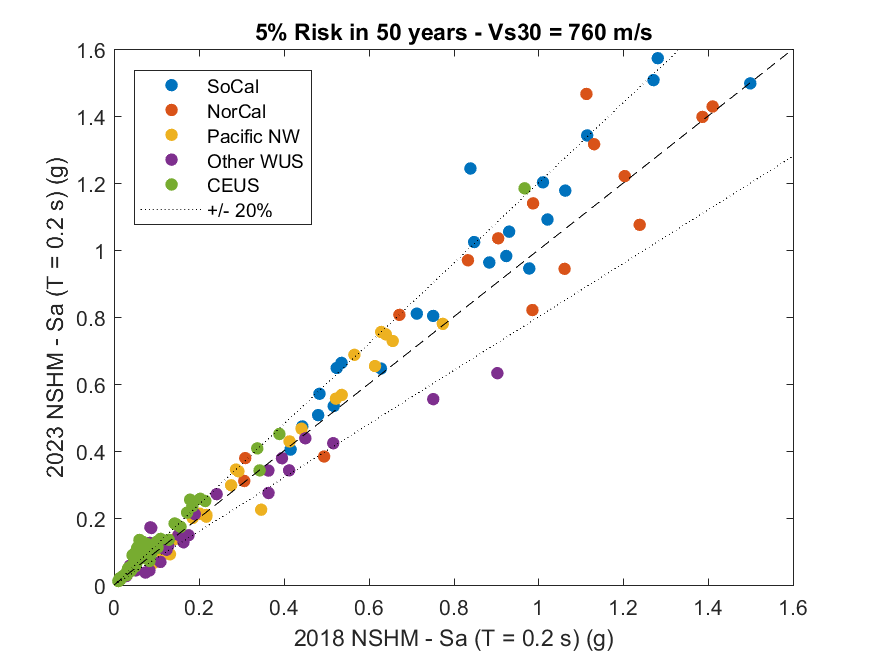 5% Risk in 50 years - Vs30 = 760 m/s
1.6
1.4
1.2
1
0.8
0.6
0.4
0.2
0
2023 NSHM - Sa (T = 0.2 s) (g)
SoCal
NorCal
Pacific NW
Other WUS
CEUS
+/- 20%
0 0.2 0.4 0.6 0.8 1 1.2 1.4 1.6
2018 NSHM - Sa (T = 0.2 s) (g)